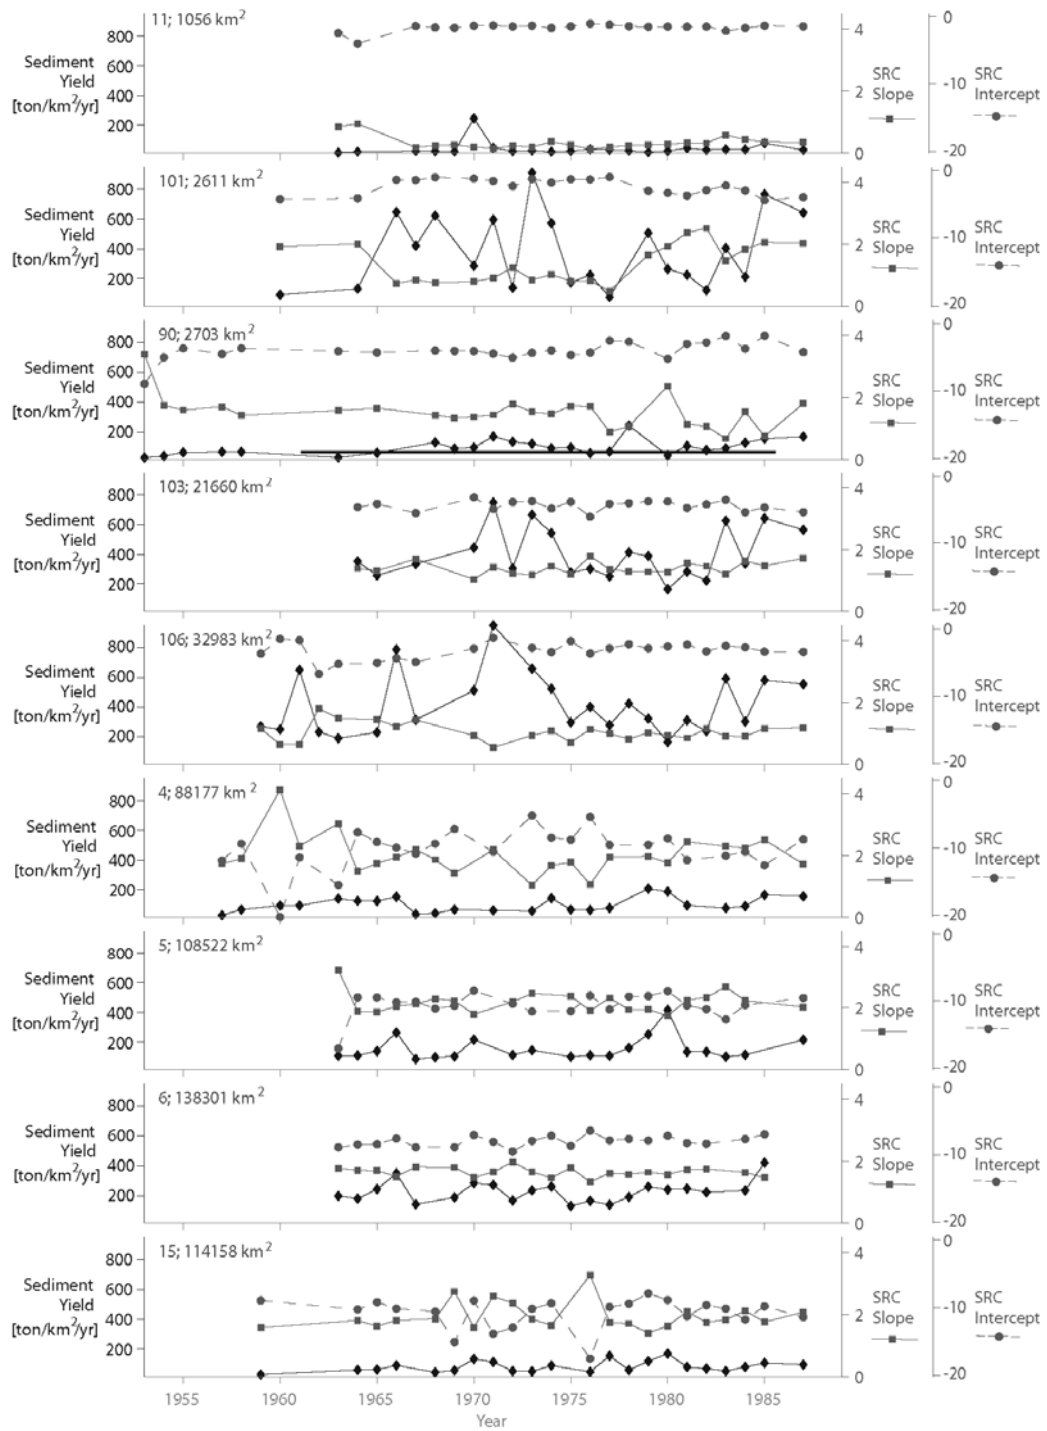 11; 1056 km2
Sediment
Yield
[ton/km2/yr]
800
600
400
200
4
2
0
SRC
Slope
0
-10
-20
SRC
Intercept
101; 2611 km2
Sediment
Yield
[ton/km2/yr]
800
600
400
200
4
2
0
SRC
Slope
0
-10
-20
SRC
Intercept
90; 2703 km2
Sediment
Yield
[ton/km2/yr]
800
600
400
200
4
2
0
SRC
Slope
0
-10
-20
SRC
Intercept
103; 21660 km2
Sediment
Yield
[ton/km2/yr]
800
600
400
200
4
2
0
SRC
Slope
0
-10
-20
SRC
Intercept
106; 32983 km2
Sediment
Yield
[ton/km2/yr]
800
600
400
200
4
2
0
SRC
Slope
0
-10
-20
SRC
Intercept
4; 88177 km2
Sediment
Yield
[ton/km2/yr]
800
600
400
200
4
2
0
SRC
Slope
0
-10
-20
SRC
Intercept
5; 108522 km2
Sediment
Yield
[ton/km2/yr]
800
600
400
200
4
2
0
SRC
Slope
0
-10
-20
SRC
Intercept
6; 138301 km2
Sediment
Yield
[ton/km2/yr]
800
600
400
200
4
2
0
SRC
Slope
0
-10
-20
SRC
Intercept
15; 114158 km2
Sediment
Yield
[ton/km2/yr]
800
600
400
200
4
2
0
SRC
Slope
0
-10
-20
SRC
Intercept
1955 1960 1965 1970 1975 1980 1985
Year